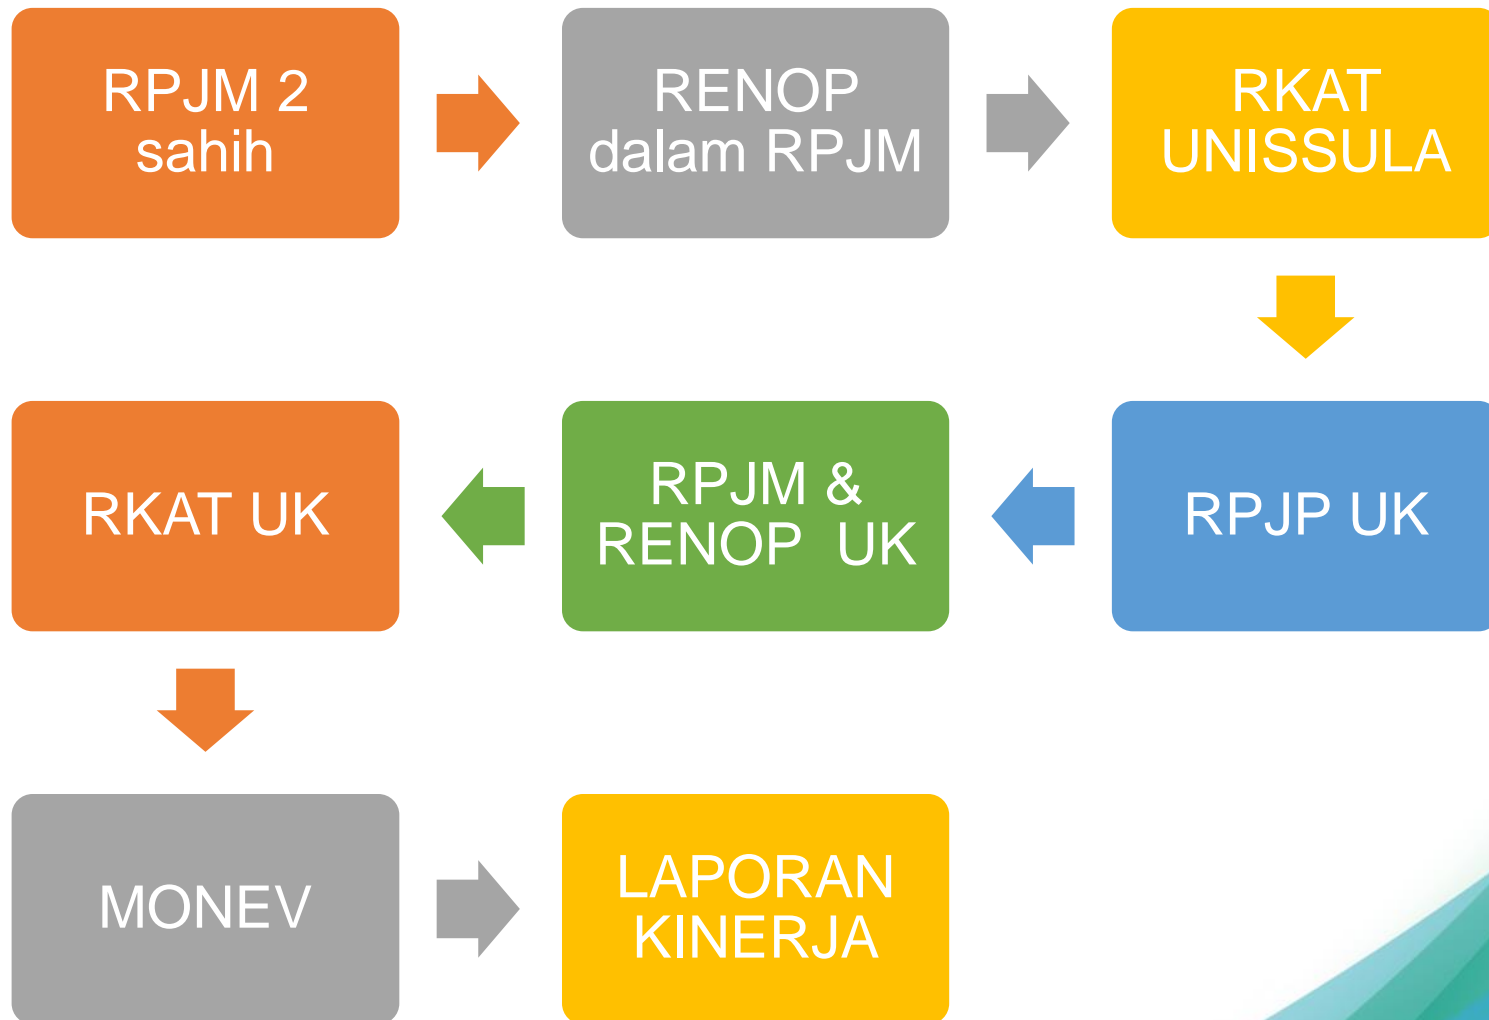 RPJM 2
sahih
RENOP
dalam RPJM
RKAT
UNISSULA
RPJP UK
RPJM &
RENOP  UK
RKAT UK
MONEV
LAPORAN
KINERJA